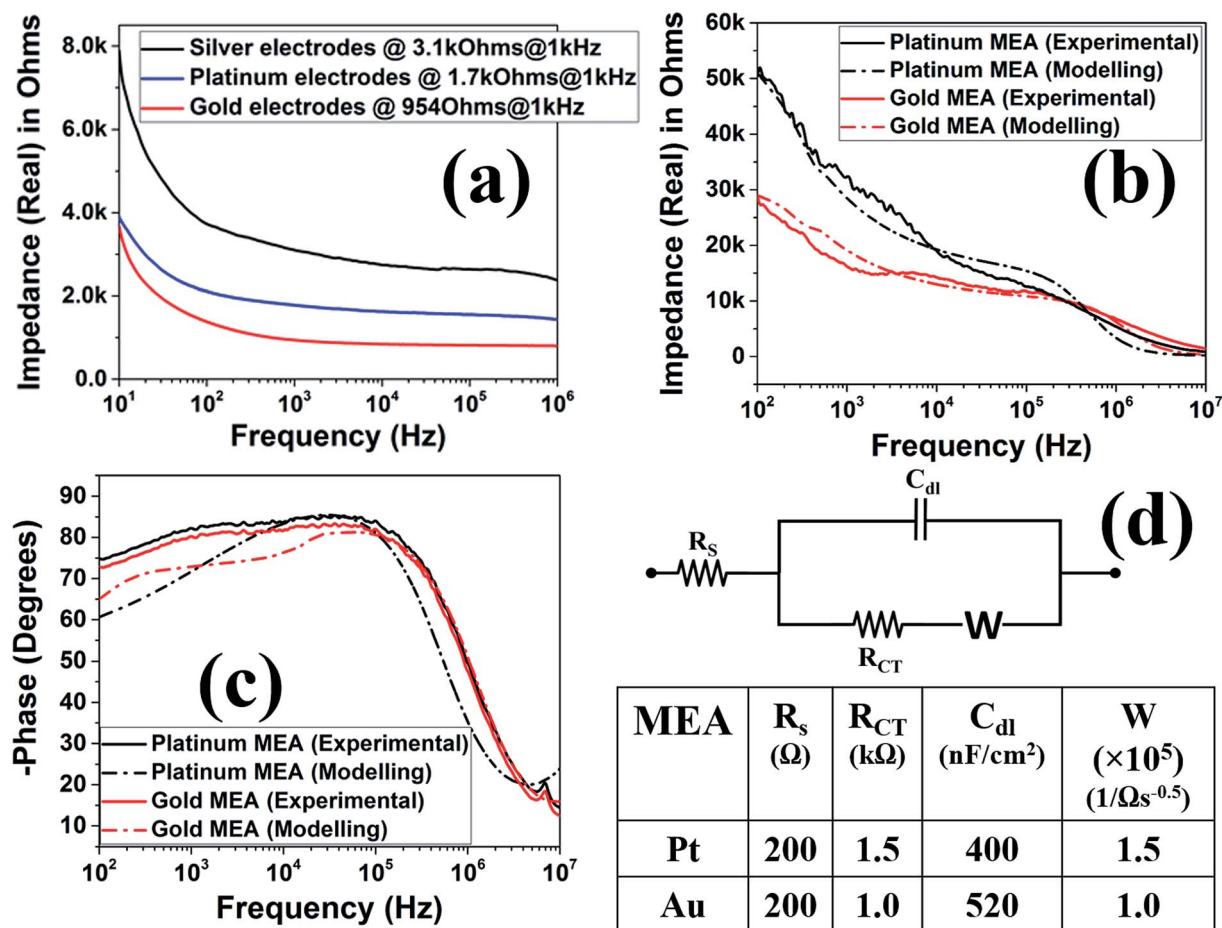 8.0k
6.0k
4.0k
2.0k
0.0
Impedance (Real) in Ohms
Silver electrodes @ 3.1kOhms@1kHz
Platinum electrodes @ 1.7kOhms@1kHz
Gold electrodes @ 954Ohms@1kHz
(a)
10¹ 10² 10³ 10⁴ 10⁵ 10⁶
Frequency (Hz)
60k
50k
40k
30k
20k
10k
0
Impedance (Real) in Ohms
Platinum MEA (Experimental)
Platinum MEA (Modelling)
Gold MEA (Experimental)
Gold MEA (Modelling)
(b)
10² 10³ 10⁴ 10⁵ 10⁶ 10⁷
Frequency (Hz)
90
80
70
60
50
40
30
20
10
-Phase (Degrees)
(c)
Platinum MEA (Experimental)
Platinum MEA (Modelling)
Gold MEA (Experimental)
Gold MEA (Modelling)
10² 10³ 10⁴ 10⁵ 10⁶ 10⁷
Frequency (Hz)
C_dl
(d)
R_S
R_CT
W
MEA R_s (Ω) R_CT (kΩ) C_dl (nF/cm²) W (×10⁵) (1/Ωs⁻⁰·⁵)
Pt 200 1.5 400 1.5
Au 200 1.0 520 1.0